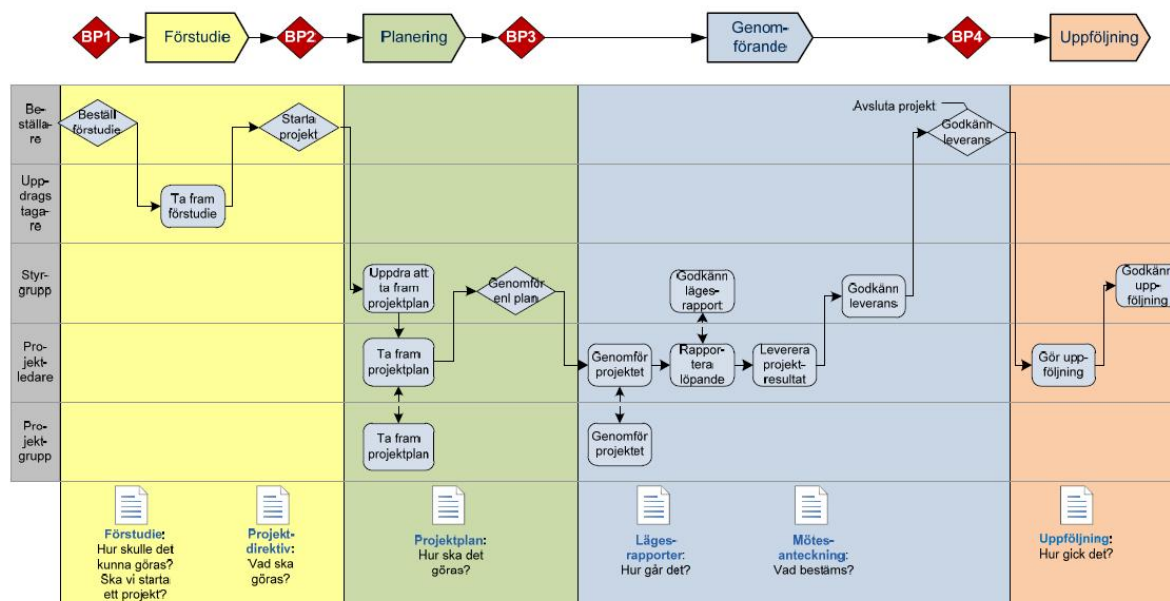 BP1
Förstudie
BP2
Planering
BP3
Genom-
förande
BP4
Uppföljning
Be-
ställa
re
Beställ
förstudie
Starta
projekt
Avsluta projekt
Godkänn
leverans
Upp-
drags
taga-
re
Ta fram
förstudie
Styr-
grupp
Uppdra att
ta fram
projektplan
Genomför
enl plan
Godkänn
läges-
rapport
Godkänn
leverans
Godkänn
upp-
följning
Pro-
jekt-
ledare
Ta fram
projektplan
Genomför
projektet
Rappor-
tera
löpande
Leverera
projekt-
resultat
Gör upp-
följning
Pro-
jekt-
grupp
Ta fram
projektplan
Genomför
projektet
Förstudie:
Hur skulle det
kunna göras?
Ska vi starta
ett projekt?
Projekt-
direktiv:
Vad ska
göras?
Projektplan:
Hur ska det
göras?
Läges-
rapporter:
Hur går det?
Mötes-
anteckning:
Vad bestäms?
Uppföljning:
Hur gick det?